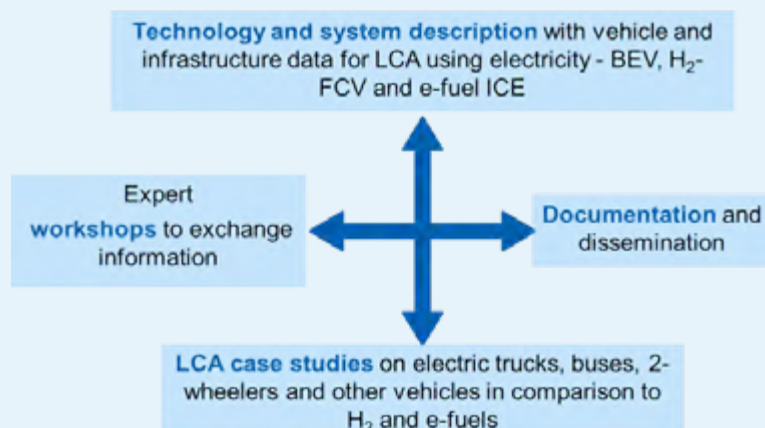 Technology and system description with vehicle and
infrastructure data for LCA using electricity - BEV, H₂-
FCV and e-fuel ICE
Expert
workshops to exchange
information
Documentation and
dissemination
LCA case studies on electric trucks, buses, 2-
wheelers and other vehicles in comparison to
H₂ and e-fuels